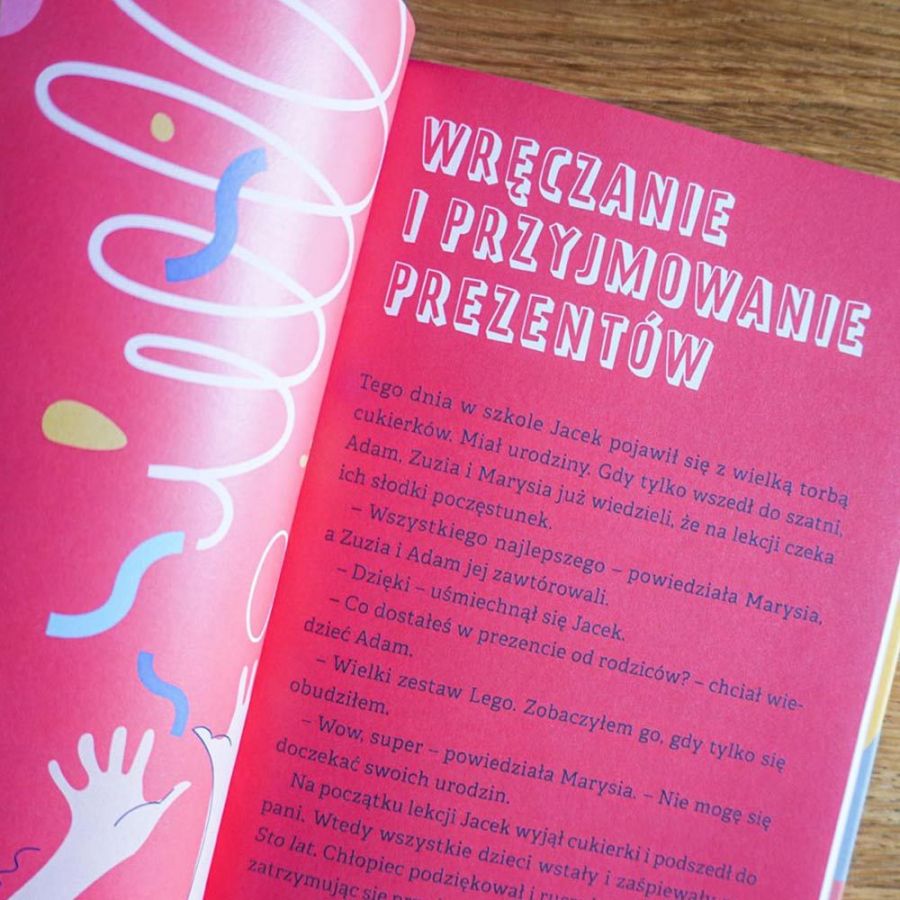 WRĘCZANIE
I PRZYJMOWANIE
PREZENTÓW
Tego dnia w szkole Jacek pojawił się z wielką torbą
cukierków. Miał urodziny. Gdy tylko wszedł do szatni,
Adam, Zuzia i Marysia już wiedzieli, że na lekcji czeka
ich słodki poczęstunek.
– Wszystkiego najlepszego – powiedziała Marysia,
a Zuzia i Adam jej zawtórowali.
– Dzięki – uśmiechnął się Jacek.
– Co dostałeś w prezencie od rodziców? – chciał wie-
dzieć Adam.
– Wielki zestaw Lego. Zobaczyłem go, gdy tylko się
obudziłem.
– Wow, super – powiedziała Marysia. – Nie mogę się
doczekać swoich urodzin.
Na początku lekcji Jacek wyjął cukierki i podszedł do
pani. Wtedy wszystkie dzieci wstały i zaśpiewały
Sto lat. Chłopiec podziękował i
zatrzymując się